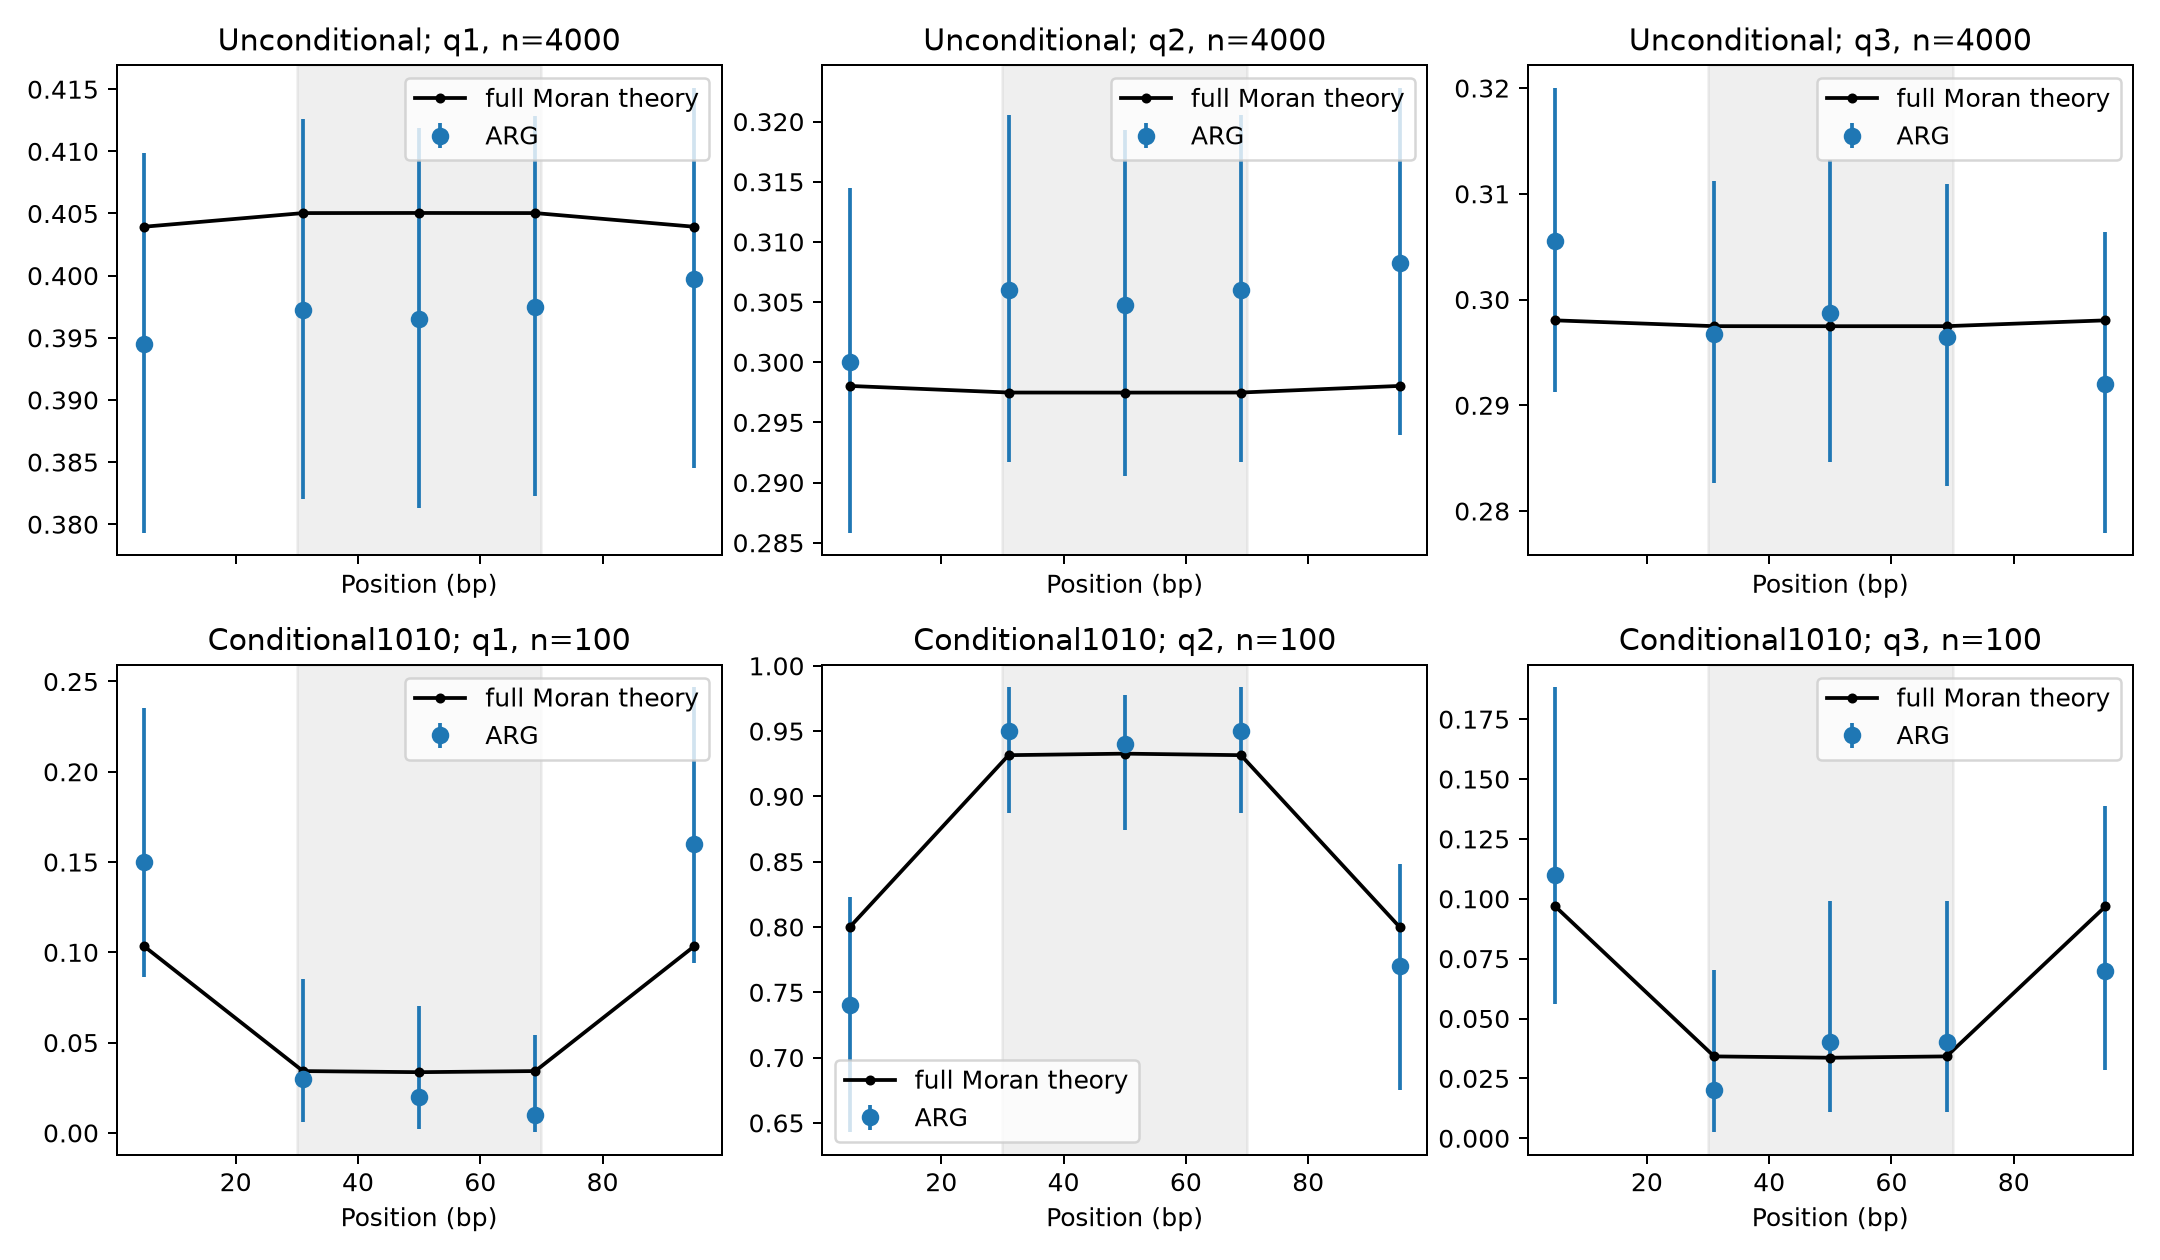 Unconditional; q1, n=4000
0.415
0.410
0.405
0.400
0.395
0.390
0.385
0.380
full Moran theory
ARG
Position (bp)
Unconditional; q2, n=4000
0.320
0.315
0.310
0.305
0.300
0.295
0.290
0.285
full Moran theory
ARG
Position (bp)
Unconditional; q3, n=4000
0.32
0.31
0.30
0.29
0.28
full Moran theory
ARG
Position (bp)
Conditional1010; q1, n=100
0.25
0.20
0.15
0.10
0.05
0.00
full Moran theory
ARG
20 40 60 80
Position (bp)
Conditional1010; q2, n=100
1.00
0.95
0.90
0.85
0.80
0.75
0.70
0.65
full Moran theory
ARG
20 40 60 80
Position (bp)
Conditional1010; q3, n=100
0.175
0.150
0.125
0.100
0.075
0.050
0.025
0.000
full Moran theory
ARG
20 40 60 80
Position (bp)